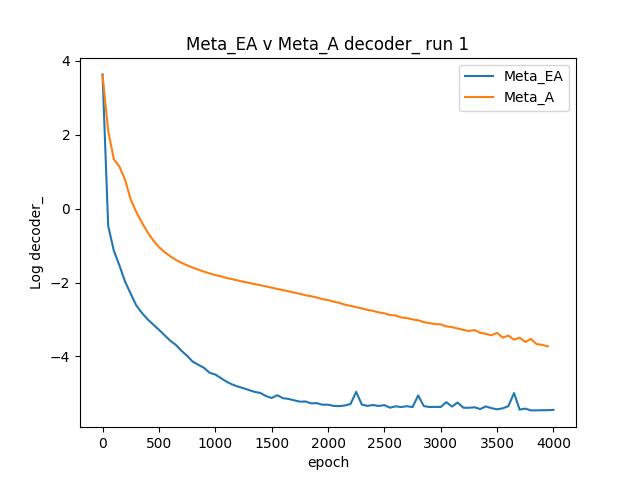 Meta_EA v Meta_A decoder_ run 1
Meta_EA
Meta_A
4
2
0
−2
−4
Log decoder_
0 500 1000 1500 2000 2500 3000 3500 4000
epoch